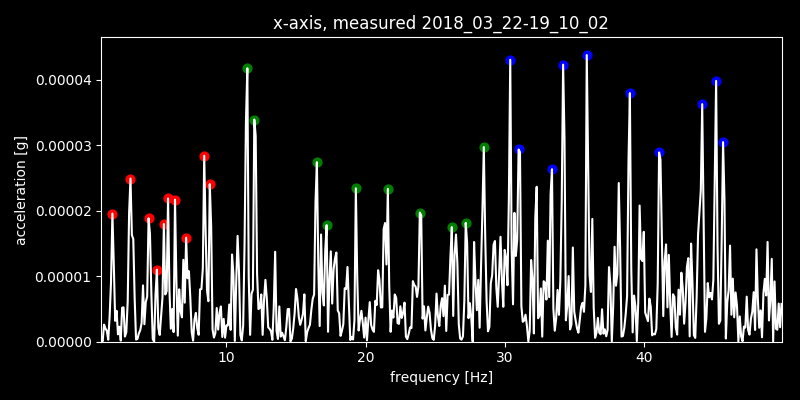 x-axis, measured 2018_03_22-19_10_02
acceleration [g]
0.00004
0.00003
0.00002
0.00001
0.00000
10 20 30 40
frequency [Hz]